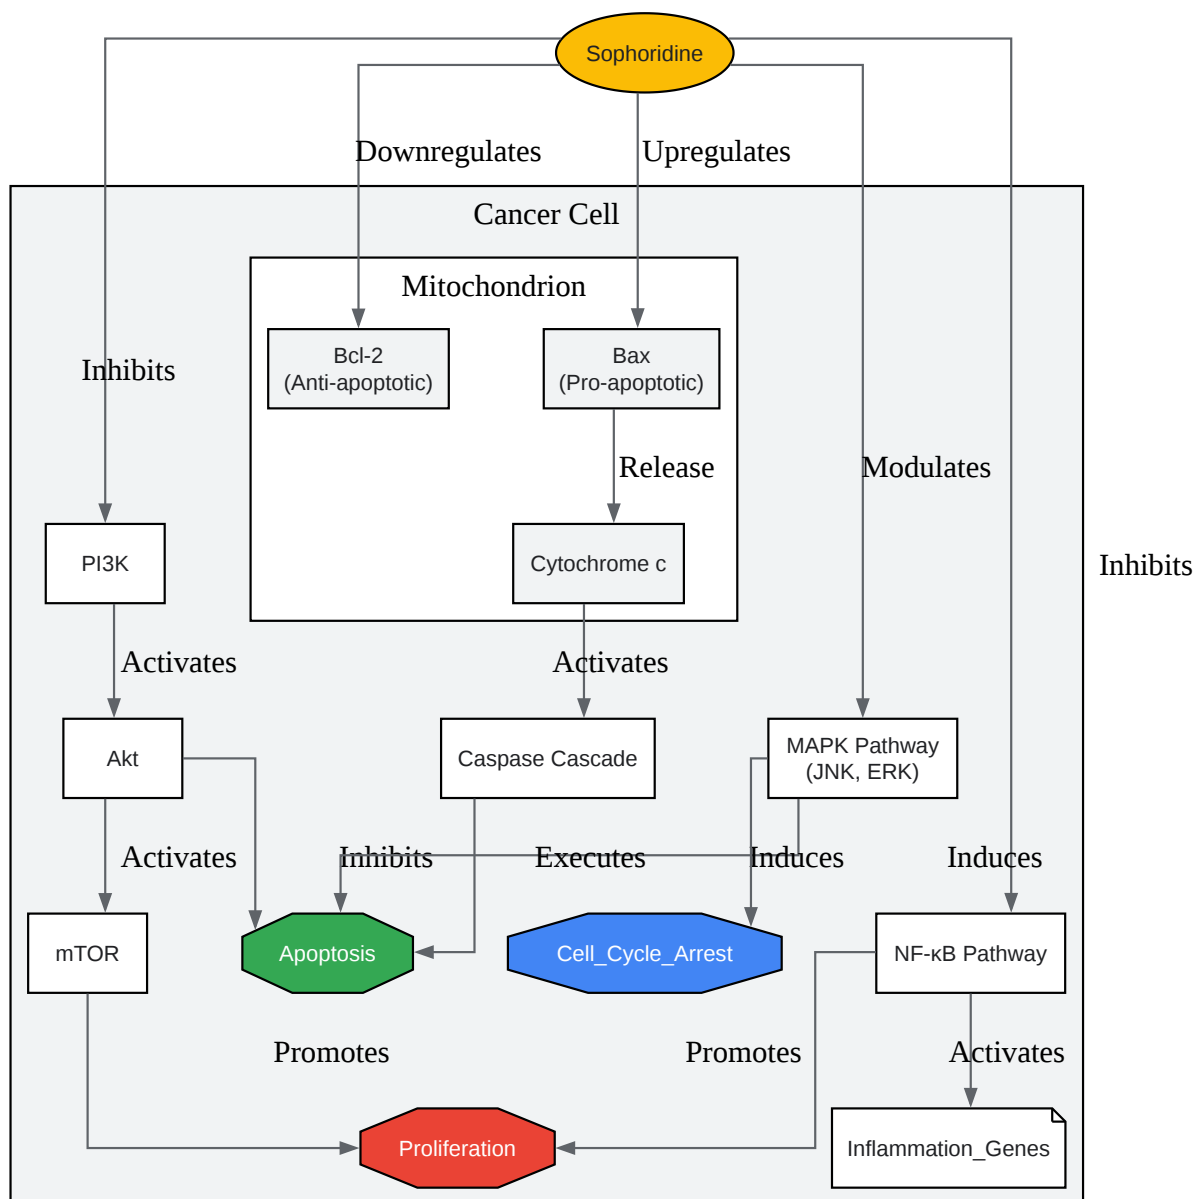 Sophoridine
Downregulates
Upregulates
Cancer Cell
Mitochondrion
Bcl-2
(Anti-apoptotic)
Bax
(Pro-apoptotic)
Inhibits
Release
Modulates
PI3K
Cytochrome c
Inhibits
Activates
Activates
Akt
Caspase Cascade
MAPK Pathway
(JNK, ERK)
Activates
Inhibits
Executes
Induces
Induces
mTOR
Apoptosis
Cell_Cycle_Arrest
NF-κB Pathway
Promotes
Promotes
Activates
Proliferation
Inflammation_Genes